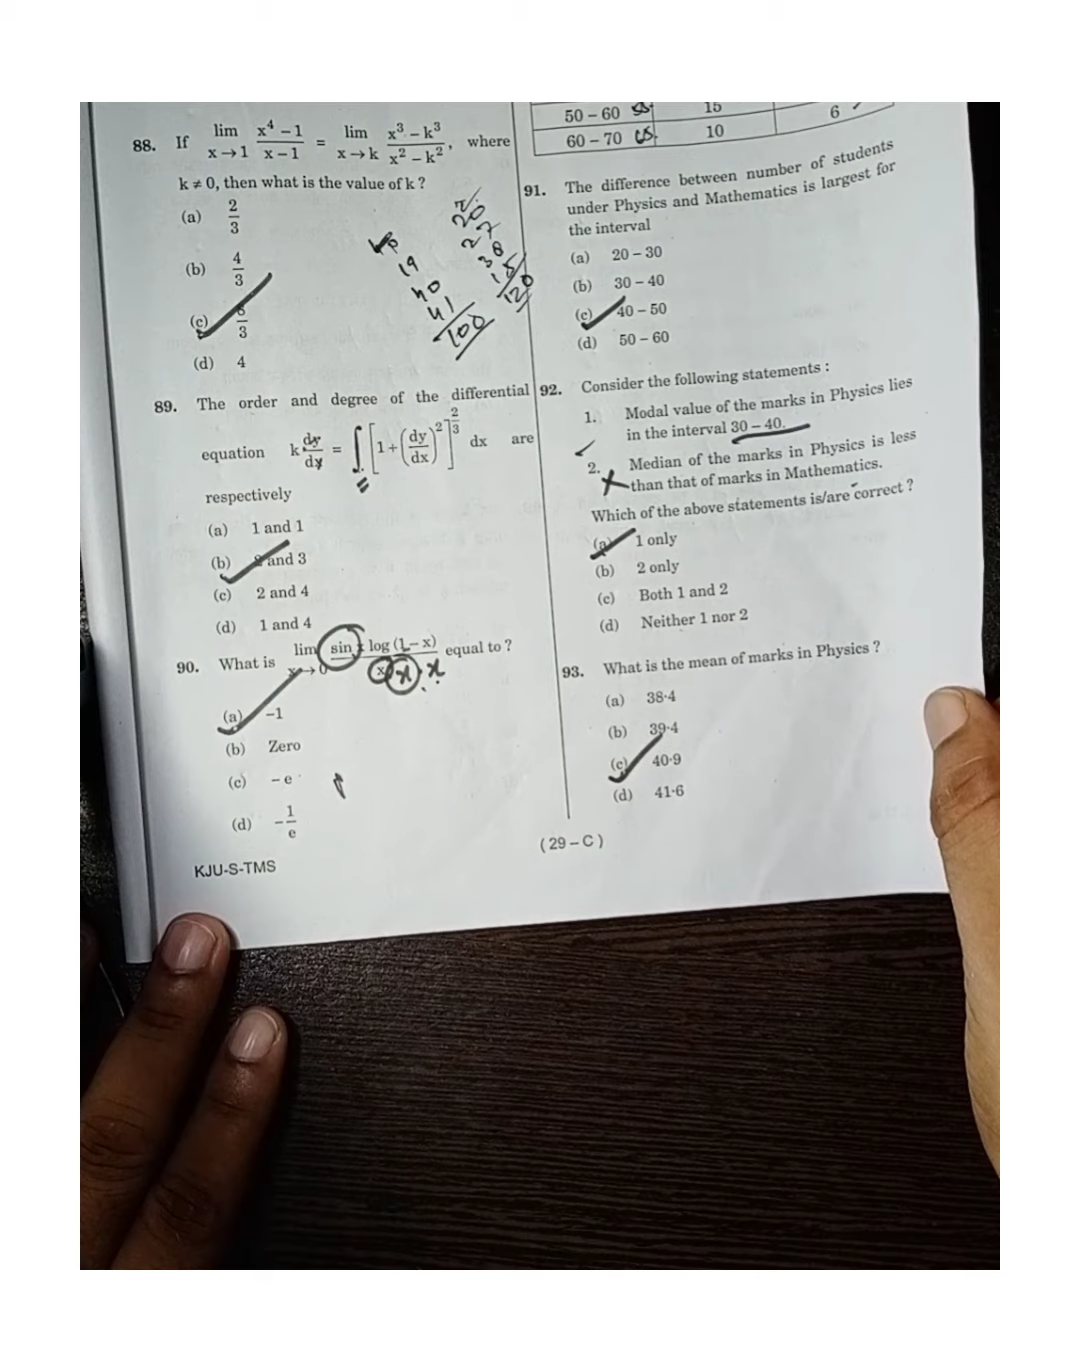 88. If lim x→1 x⁴ – 1 / x – 1 = lim x→k x³ – k³ / x² – k², where
k ≠ 0, then what is the value of k ?
(a) 2/3
(b) 4/3
(c) 8/3
(d) 4
19
40
41
100
20
27
38
15
120
89. The order and degree of the differential
equation k dy/dx = ∫ [1 + (dy/dx)²]^(2/3) dx are
respectively
(a) 1 and 1
(b) 2 and 3
(c) 2 and 4
(d) 1 and 4
90. What is lim x→0 sin x log (1 – x) / x² equal to ?
x · x
(a) –1
(b) Zero
(c) – e
(d) – 1/e
KJU-S-TMS
50 – 60 15 6
60 – 70 10
91. The difference between number of students
under Physics and Mathematics is largest for
the interval
(a) 20 – 30
(b) 30 – 40
(c) 40 – 50
(d) 50 – 60
92. Consider the following statements :
1. Modal value of the marks in Physics lies
in the interval 30 – 40.
2. Median of the marks in Physics is less
than that of marks in Mathematics.
Which of the above statements is/are correct ?
(a) 1 only
(b) 2 only
(c) Both 1 and 2
(d) Neither 1 nor 2
93. What is the mean of marks in Physics ?
(a) 38·4
(b) 39·4
(c) 40·9
(d) 41·6
( 29 – C )